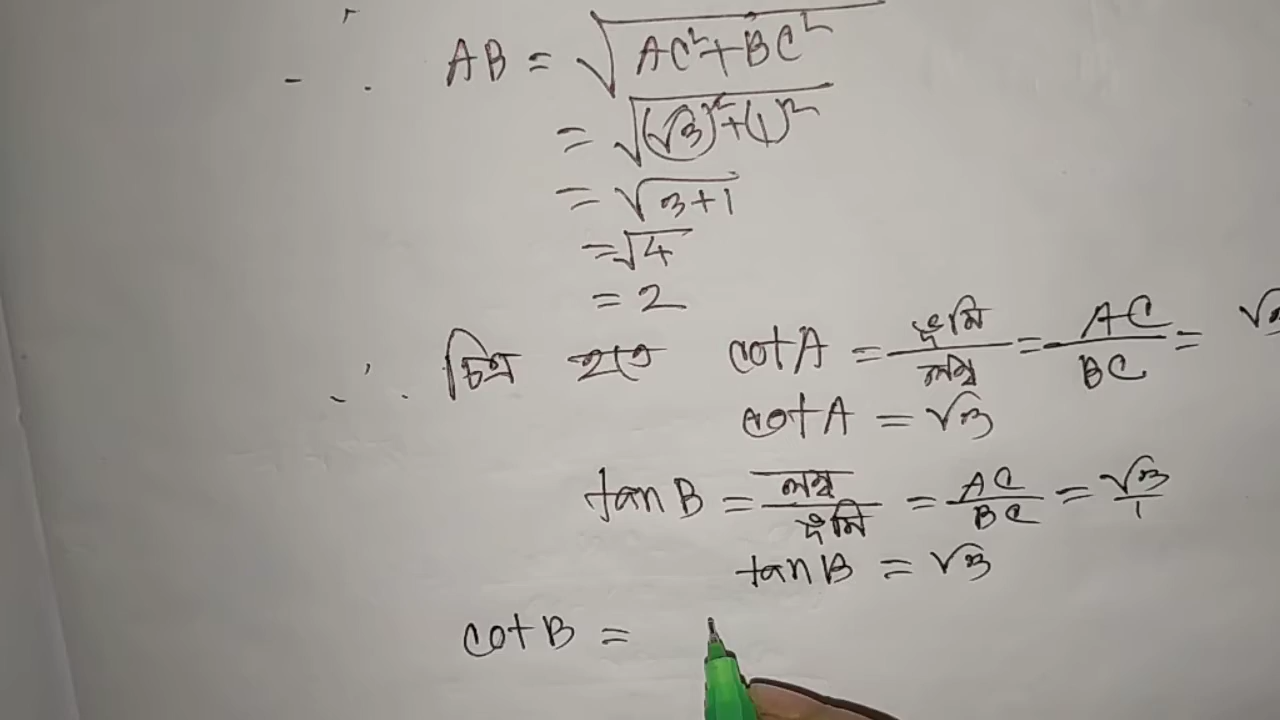 ∴ AB = √(AC²+BC²)
= √((√3)²+(1)²)
= √(3+1)
= √4
= 2
∴ চিত্র হতে cot A = ভূমি/লম্ব = AC/BC = √3
cot A = √3
tan B = লম্ব/ভূমি = AC/BC = √3/1
tan B = √3
cot B =